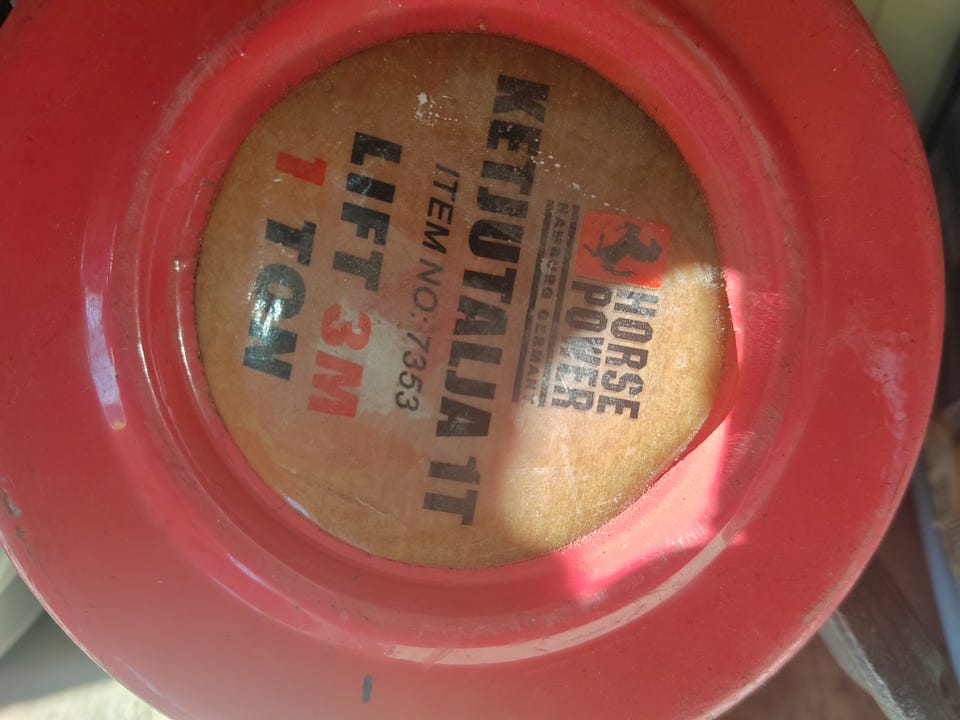 HORSE
POWER
HAMBURG GERMANY
KETJUTALJA 1T
ITEM NO:7353
LIFT 3M
1 TON